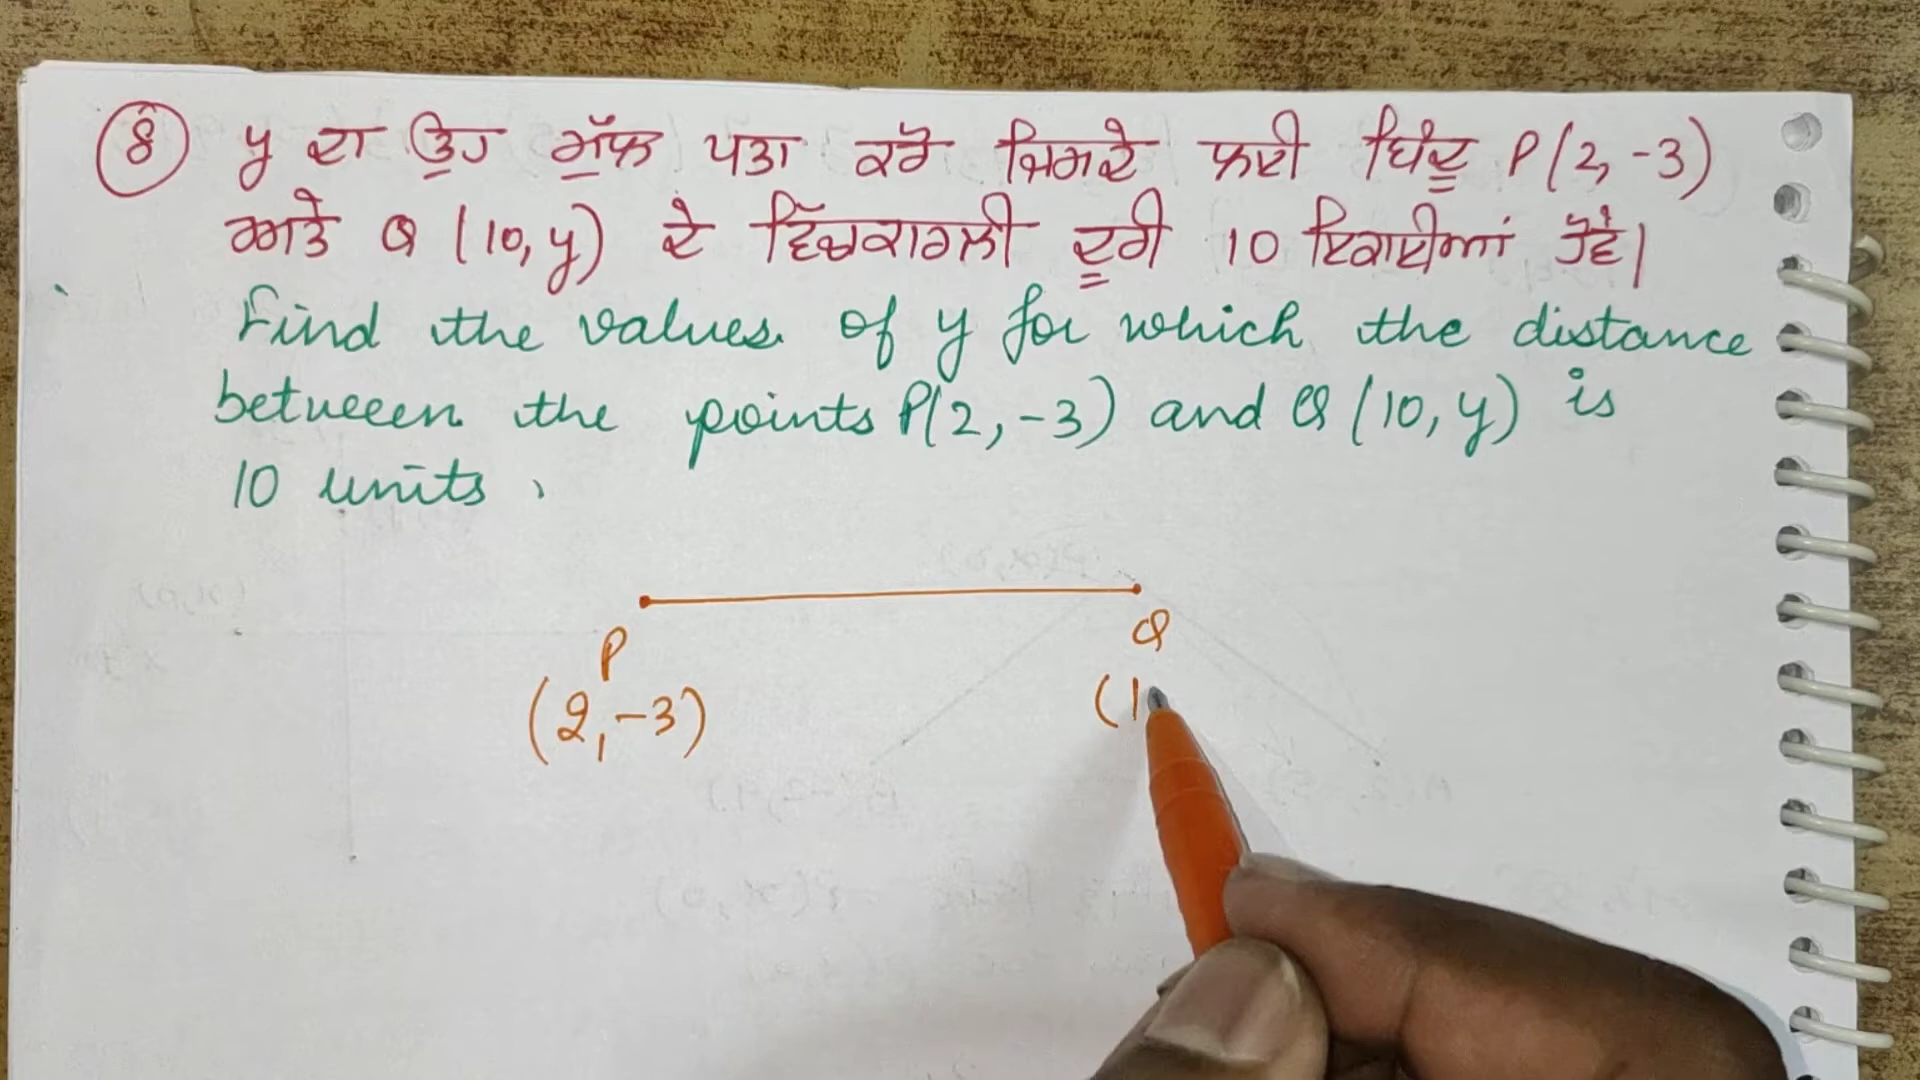 8 y ਦਾ ਉਹ ਮੁੱਲ ਪਤਾ ਕਰੋ ਜਿਸਦੇ ਲਈ ਬਿੰਦੂ P(2, -3)
ਅਤੇ Q (10, y) ਦੇ ਵਿੱਚਕਾਰਲੀ ਦੂਰੀ 10 ਇਕਾਈਆਂ ਹੋਵੇ।
Find the values of y for which the distance
betweeen the points P(2, -3) and Q (10, y) is
10 units.
P Q
(2, -3) (1